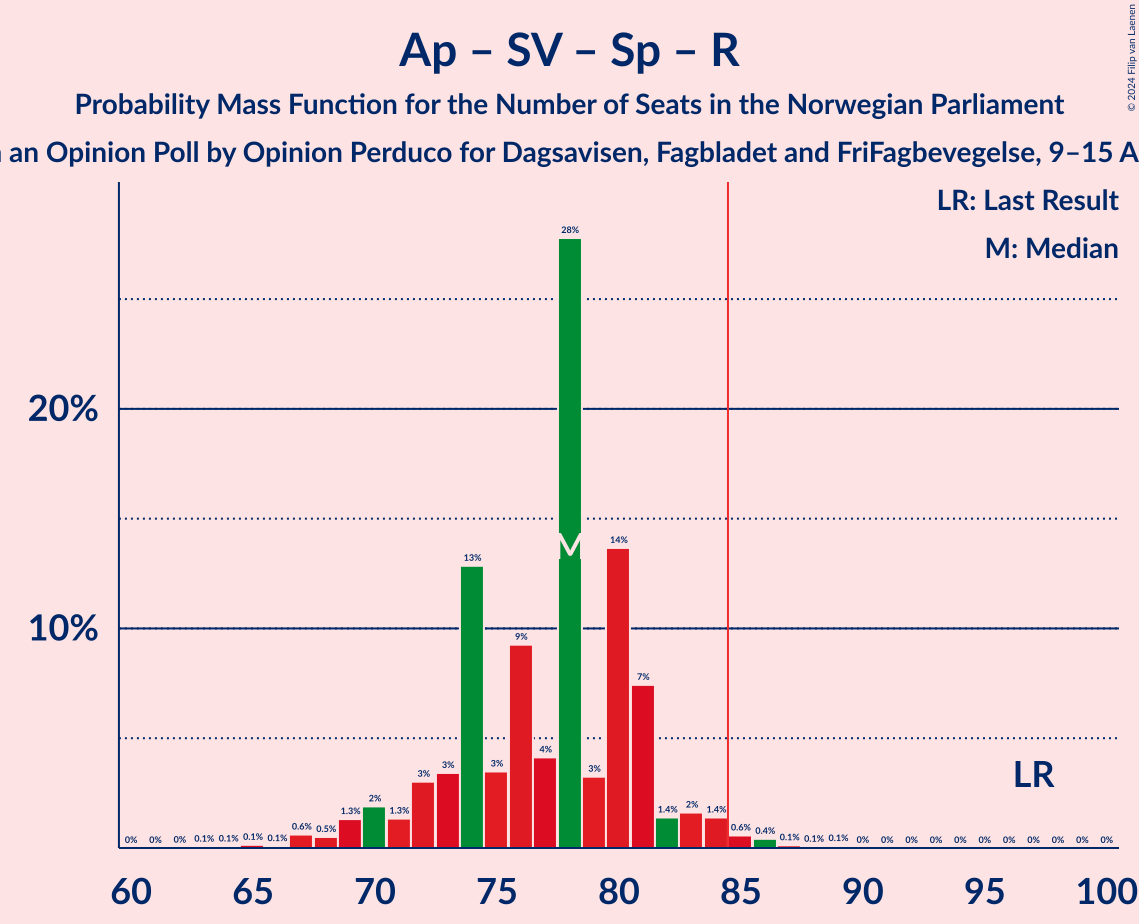 © 2024 Filip van Laenen
Ap – SV – Sp – R
Probability Mass Function for the Number of Seats in the Norwegian Parliament
an Opinion Poll by Opinion Perduco for Dagsavisen, Fagbladet and FriFagbevegelse, 9–15 A
LR: Last Result
M: Median
28%
20%
14%
M
13%
10%
9%
7%
4%
3% 3% 3% 3%
LR
0% 0% 0% 0.1% 0.1% 0.1% 0.1% 0.6% 0.5% 1.3% 2% 1.3% 1.4% 2% 1.4% 0.6% 0.4% 0.1% 0.1% 0.1% 0% 0% 0% 0% 0% 0% 0% 0% 0% 0% 0%
60 65 70 75 80 85 90 95 100